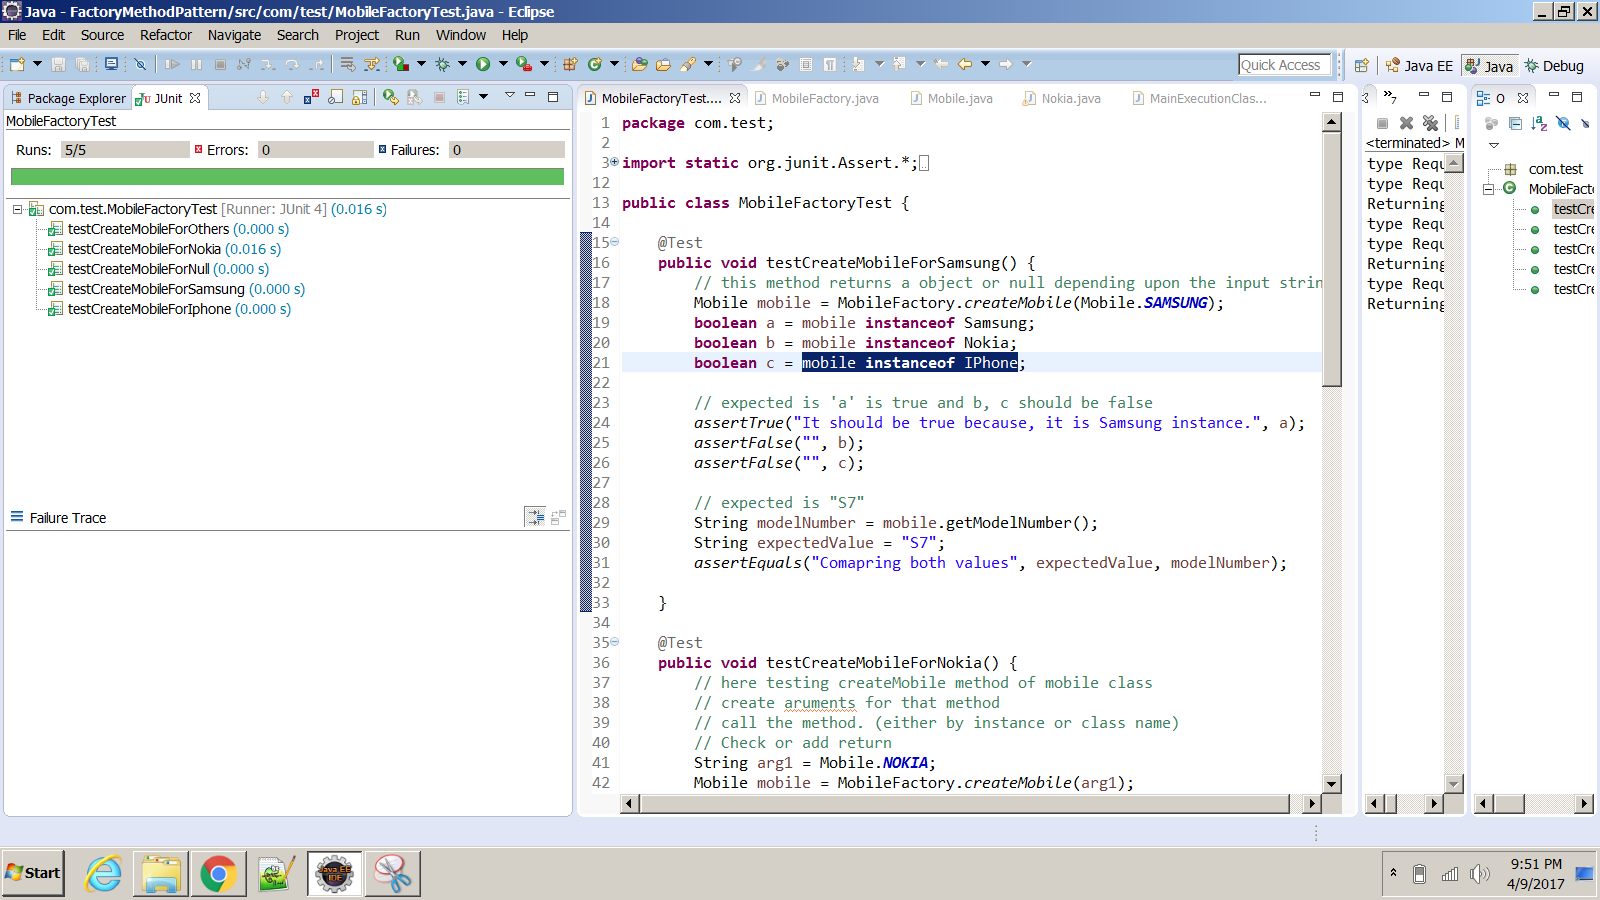 Java - FactoryMethodPattern/src/com/test/MobileFactoryTest.java - Eclipse
File Edit Source Refactor Navigate Search Project Run Window Help
Quick Access Java EE Java Debug
Package Explorer JUnit
MobileFactoryTest
Runs: 5/5 Errors: 0 Failures: 0
com.test.MobileFactoryTest [Runner: JUnit 4] (0.016 s)
testCreateMobileForOthers (0.000 s)
testCreateMobileForNokia (0.016 s)
testCreateMobileForNull (0.000 s)
testCreateMobileForSamsung (0.000 s)
testCreateMobileForIphone (0.000 s)
Failure Trace
MobileFactoryTest.... MobileFactory.java Mobile.java Nokia.java MainExecutionClas...
1 package com.test;
2
3 import static org.junit.Assert.*;
12
13 public class MobileFactoryTest {
14
15 @Test
16 public void testCreateMobileForSamsung() {
17 // this method returns a object or null depending upon the input strin
18 Mobile mobile = MobileFactory.createMobile(Mobile.SAMSUNG);
19 boolean a = mobile instanceof Samsung;
20 boolean b = mobile instanceof Nokia;
21 boolean c = mobile instanceof IPhone;
22
23 // expected is 'a' is true and b, c should be false
24 assertTrue("It should be true because, it is Samsung instance.", a);
25 assertFalse("", b);
26 assertFalse("", c);
27
28 // expected is "S7"
29 String modelNumber = mobile.getModelNumber();
30 String expectedValue = "S7";
31 assertEquals("Comapring both values", expectedValue, modelNumber);
32
33 }
34
35 @Test
36 public void testCreateMobileForNokia() {
37 // here testing createMobile method of mobile class
38 // create aruments for that method
39 // call the method. (either by instance or class name)
40 // Check or add return
41 String arg1 = Mobile.NOKIA;
42 Mobile mobile = MobileFactory.createMobile(arg1);
»7
<terminated> M
type Requ
type Requ
Returning
type Requ
type Requ
Returning
type Requ
Returning
O
com.test
MobileFacto
testCre
testCre
testCre
testCre
testCre
Start
Java EE
IDE
9:51 PM
4/9/2017